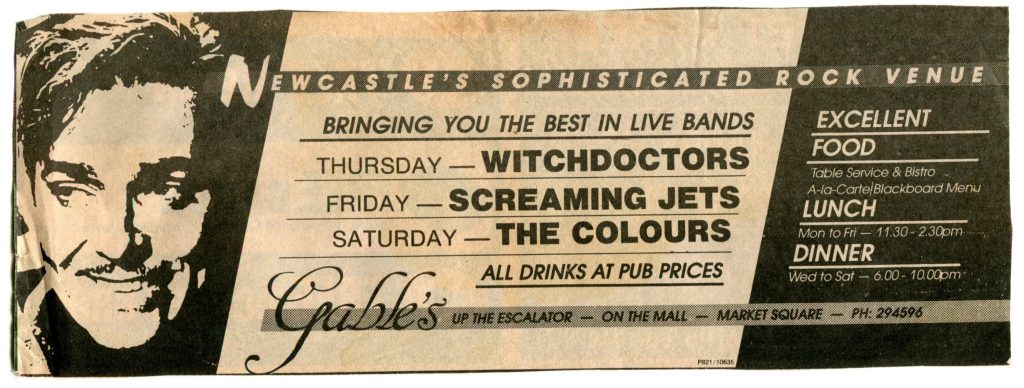 NEWCASTLE'S SOPHISTICATED ROCK VENUE
BRINGING YOU THE BEST IN LIVE BANDS
THURSDAY — WITCHDOCTORS
FRIDAY — SCREAMING JETS
SATURDAY — THE COLOURS
ALL DRINKS AT PUB PRICES
EXCELLENT
FOOD
Table Service & Bistro
A-la-Carte/Blackboard Menu
LUNCH
Mon to Fri — 11.30 - 2.30pm
DINNER
Wed to Sat — 6.00 - 10.00pm
Gable's UP THE ESCALATOR — ON THE MALL — MARKET SQUARE — PH: 294596
P821/10635